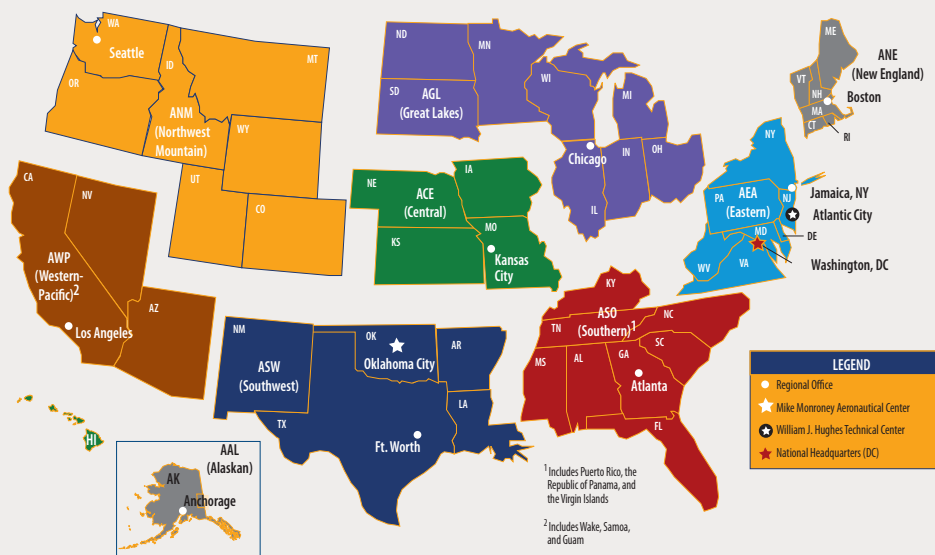 WA
Seattle
OR
ID
MT
ANM
(Northwest
Mountain)
WY
UT
CO
ND
MN
SD
AGL
(Great Lakes)
WI
MI
Chicago
IL
IN
OH
ME
ANE
(New England)
VT
NH
Boston
MA
CT
RI
NY
PA
AEA
(Eastern)
NJ
Jamaica, NY
Atlantic City
MD
DE
WV
VA
Washington, DC
CA
NV
AWP
(Western-
Pacific)2
AZ
Los Angeles
NE
IA
ACE
(Central)
KS
MO
Kansas
City
NM
ASW
(Southwest)
OK
Oklahoma City
AR
TX
LA
Ft. Worth
KY
ASO
(Southern)1
TN
NC
SC
MS
AL
GA
Atlanta
FL
HI
AAL
(Alaskan)
AK
Anchorage
1 Includes Puerto Rico, the
Republic of Panama, and
the Virgin Islands
2 Includes Wake, Samoa,
and Guam
LEGEND
Regional Office
Mike Monroney Aeronautical Center
William J. Hughes Technical Center
National Headquarters (DC)